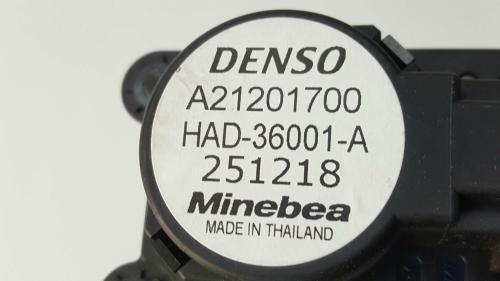 DENSO
A21201700
HAD-36001-A
251218
Minebea
MADE IN THAILAND